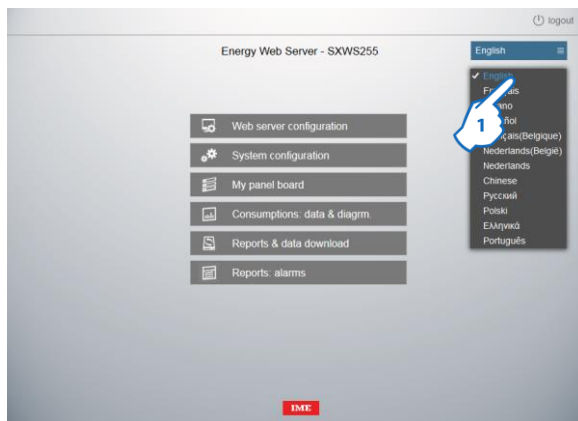 logout
Energy Web Server - SXWS255
English
✓ English
1
Nederlands(België)
Nederlands
Chinese
Русский
Polski
Ελληνικά
Português
Web server configuration
System configuration
My panel board
Consumptions: data & diagrm.
Reports & data download
Reports: alarms
IME